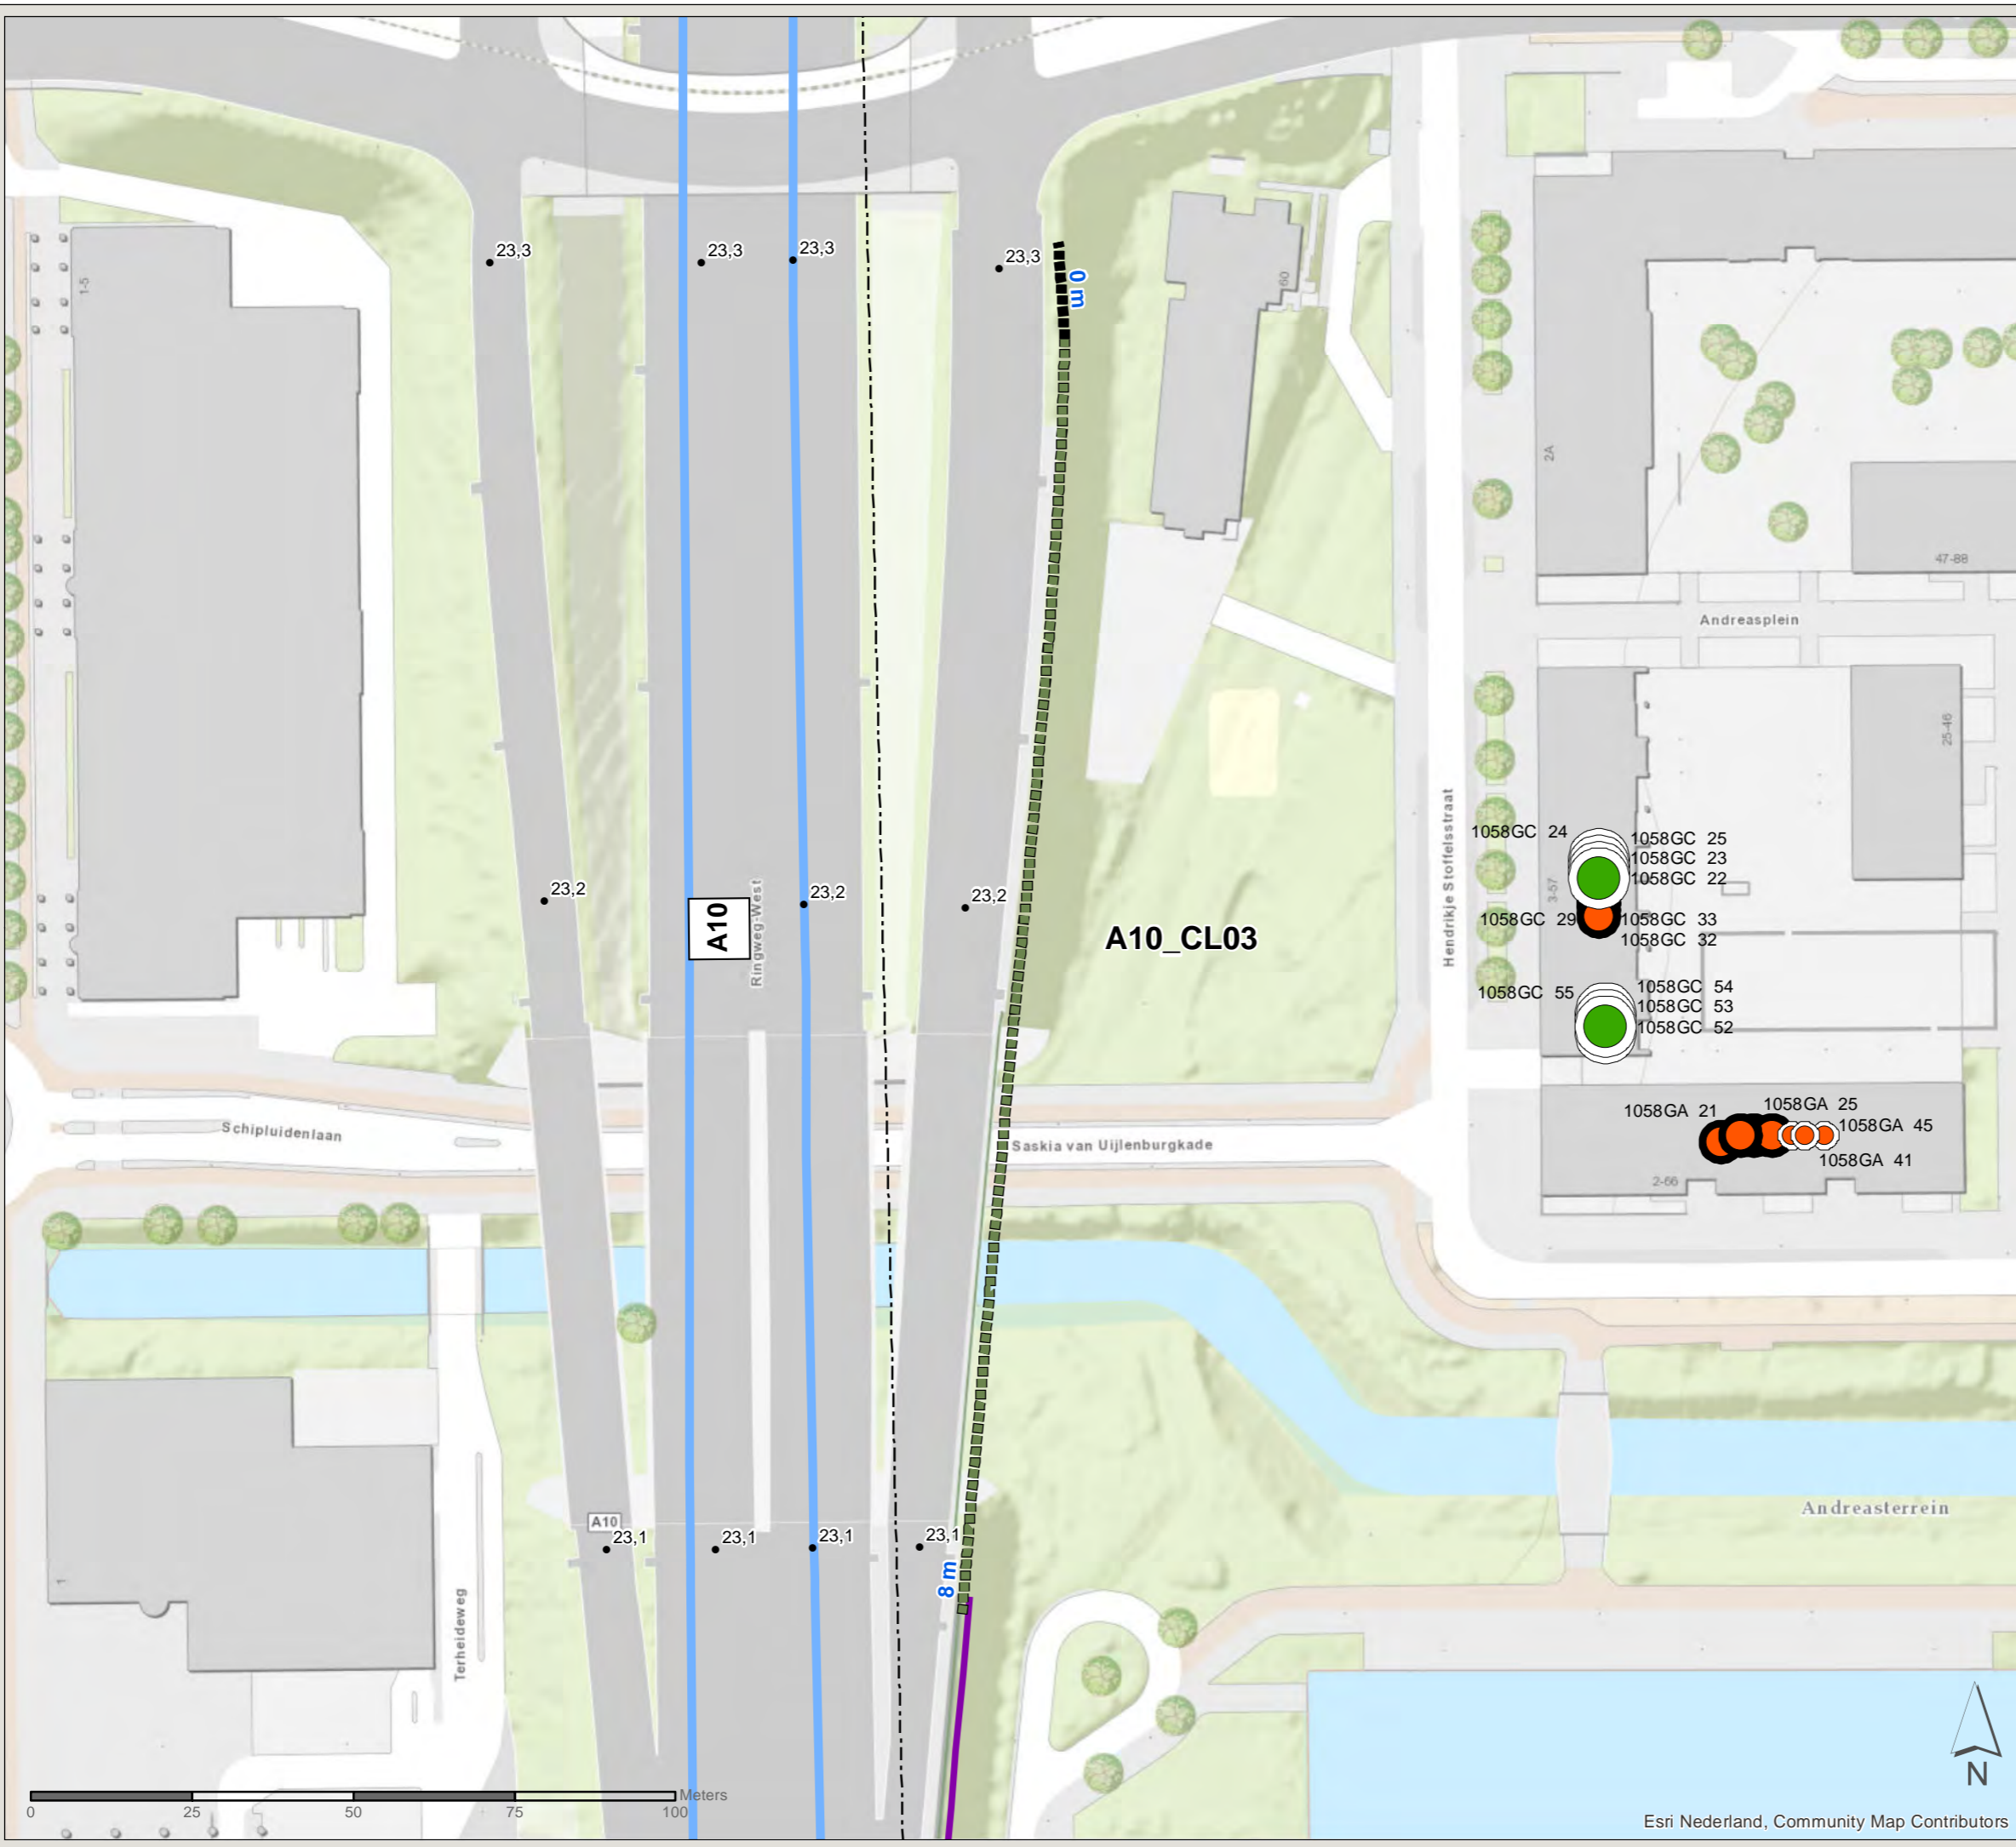 23,3
23,3
23,3
23,3
0 m
1-5
60
2A
47-88
Andreasplein
25-46
Hendrikje Stoffelsstraat
1058GC 24
1058GC 25
1058GC 23
1058GC 22
3-57
1058GC 29
1058GC 33
1058GC 32
23,2
23,2
23,2
A10
Ringweg-West
A10_CL03
1058GC 55
1058GC 54
1058GC 53
1058GC 52
1058GA 21
1058GA 25
1058GA 45
1058GA 41
2-66
Schipluidenlaan
Saskia van Uijlenburgkade
Andreasterrein
A10
23,1
23,1
23,1
23,1
8 m
1
Terheideweg
Meters
0 25 50 75 100
N
Esri Nederland, Community Map Contributors